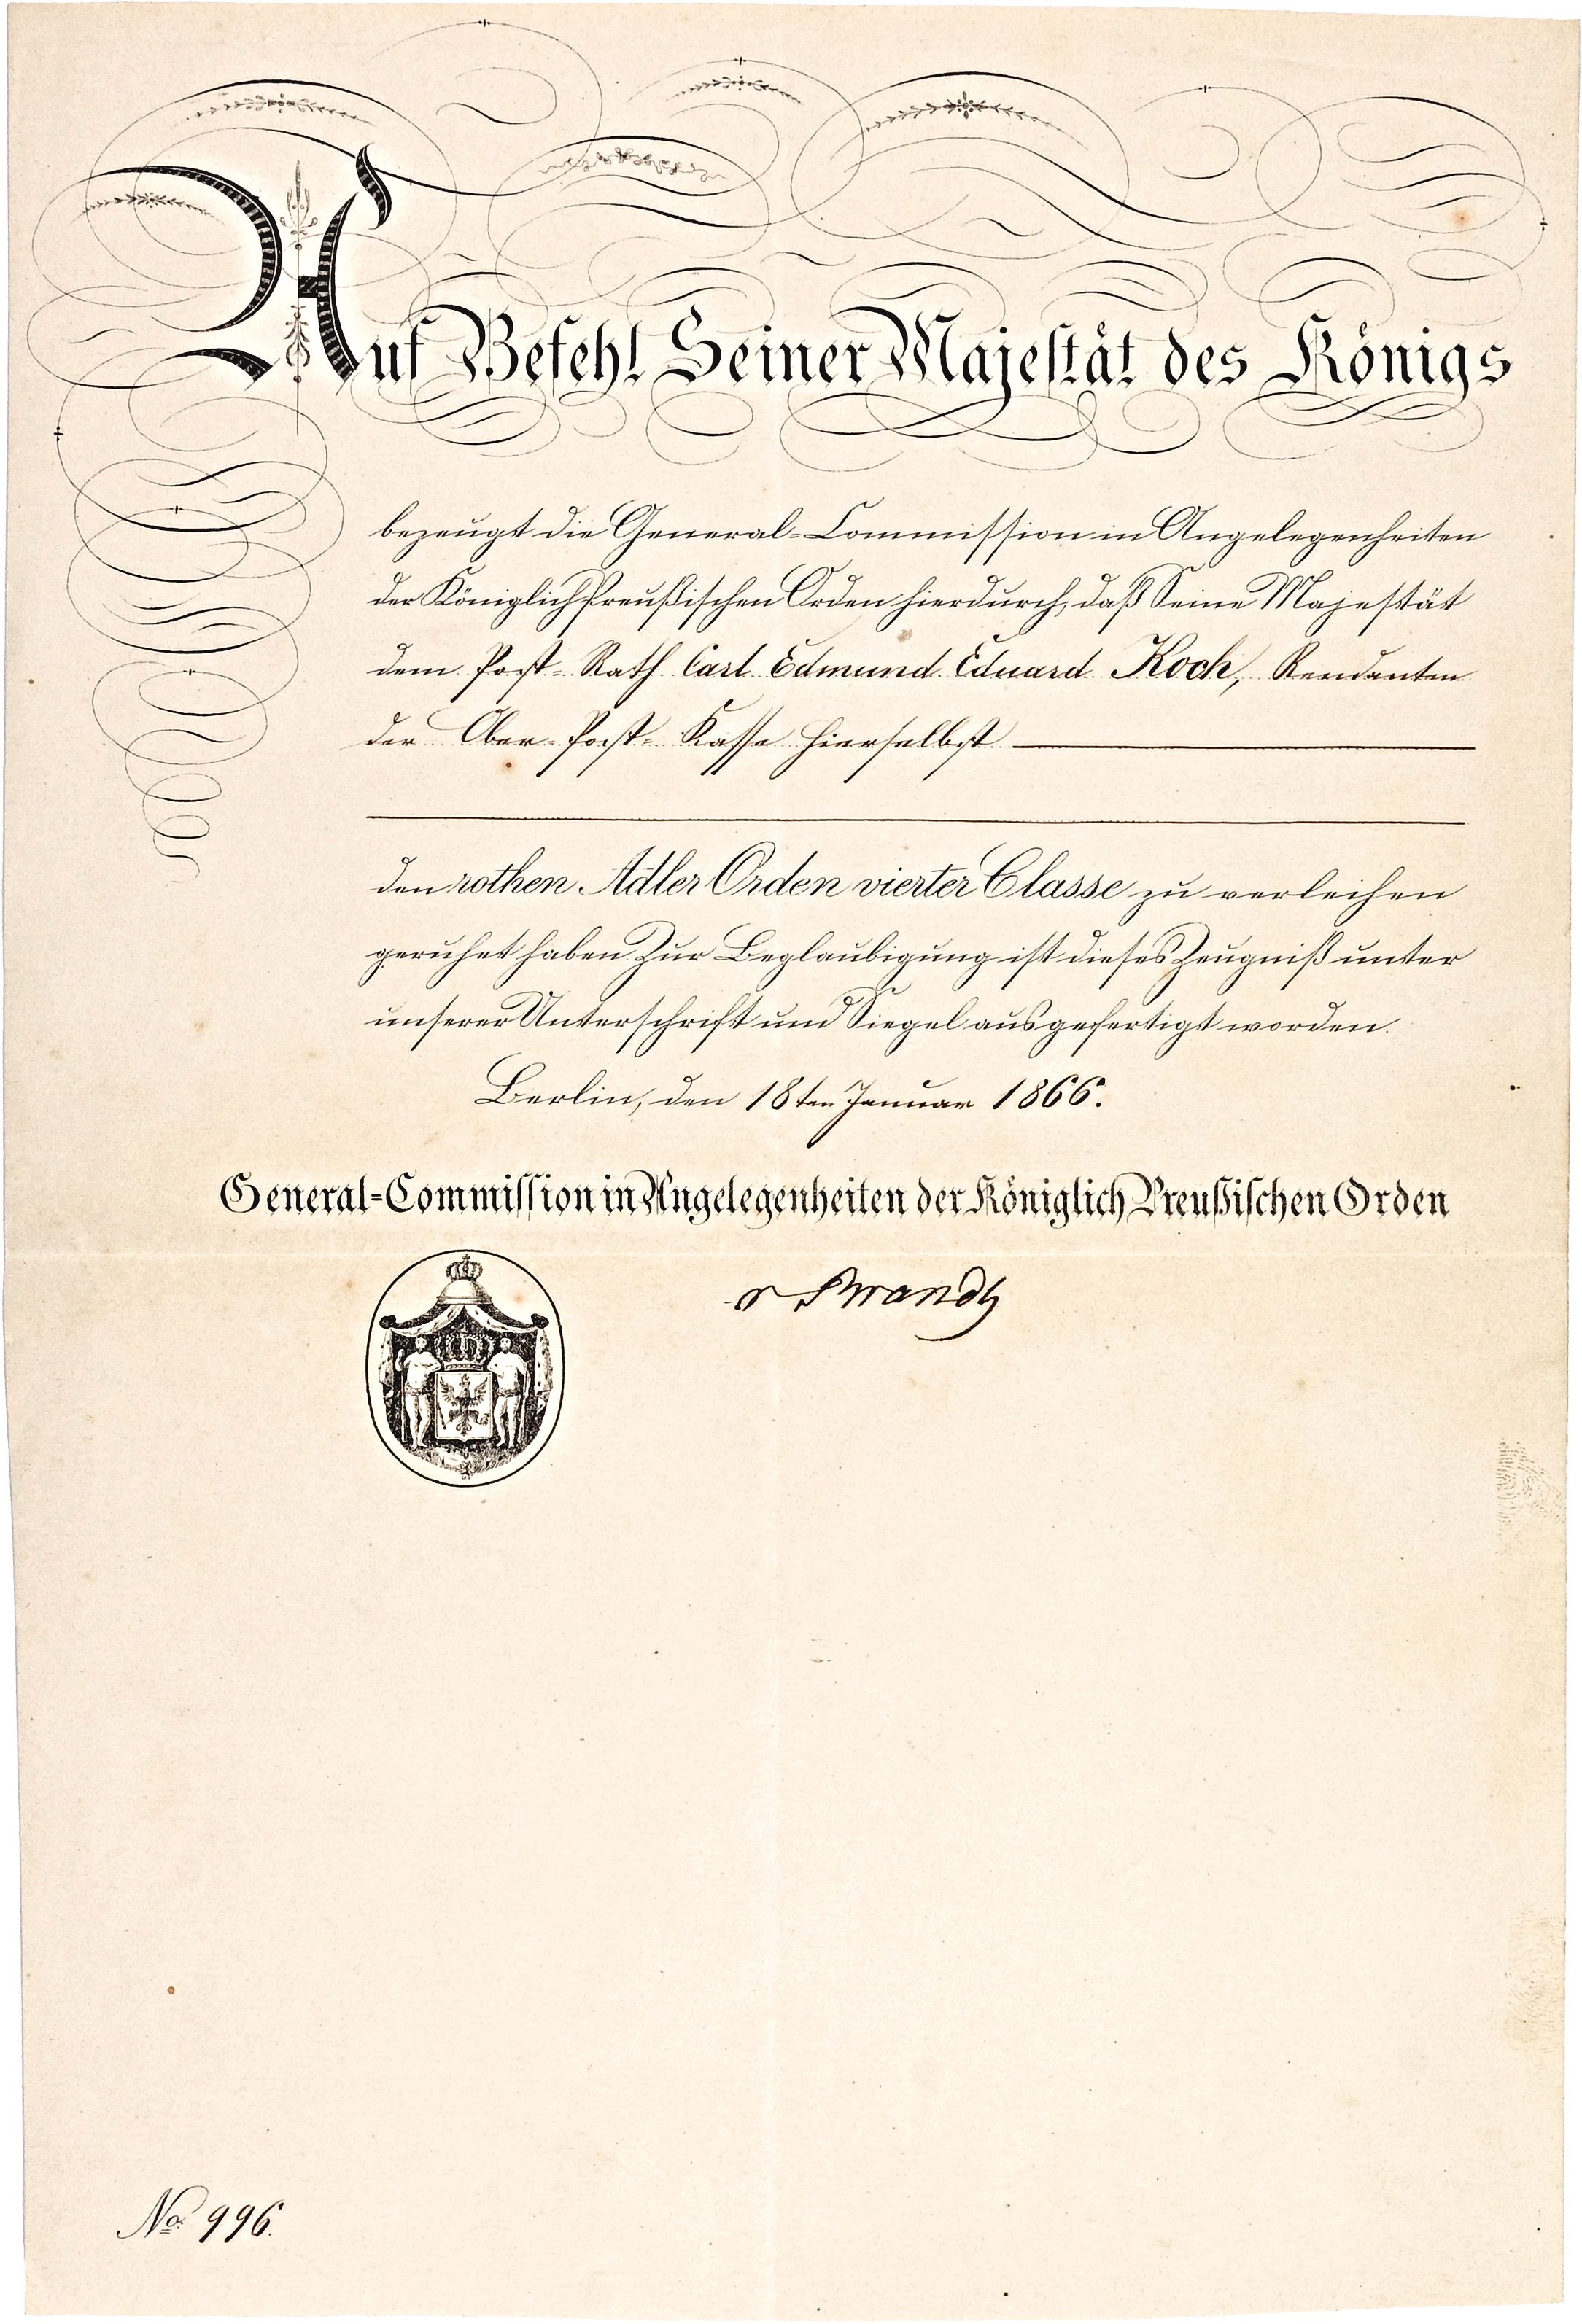 Auf Befehl Seiner Majestät des Königs
bezeugt die General-Commission in Angelegenheiten
der Königlich Preußischen Orden hierdurch, daß Seine Majestät
dem Post-Rath Carl Edmund Eduard Koch, Rendanten
der Ober-Post-Kasse hierselbst
den rothen Adler Orden vierter Classe zu verleihen
geruhet haben. Zur Beglaubigung ist dieses Zeugniß unter
unserer Unterschrift und Siegel ausgefertigt worden.
Berlin, den 18ten Januar 1866.
General-Commission in Angelegenheiten der Königlich Preußischen Orden
No. 996.